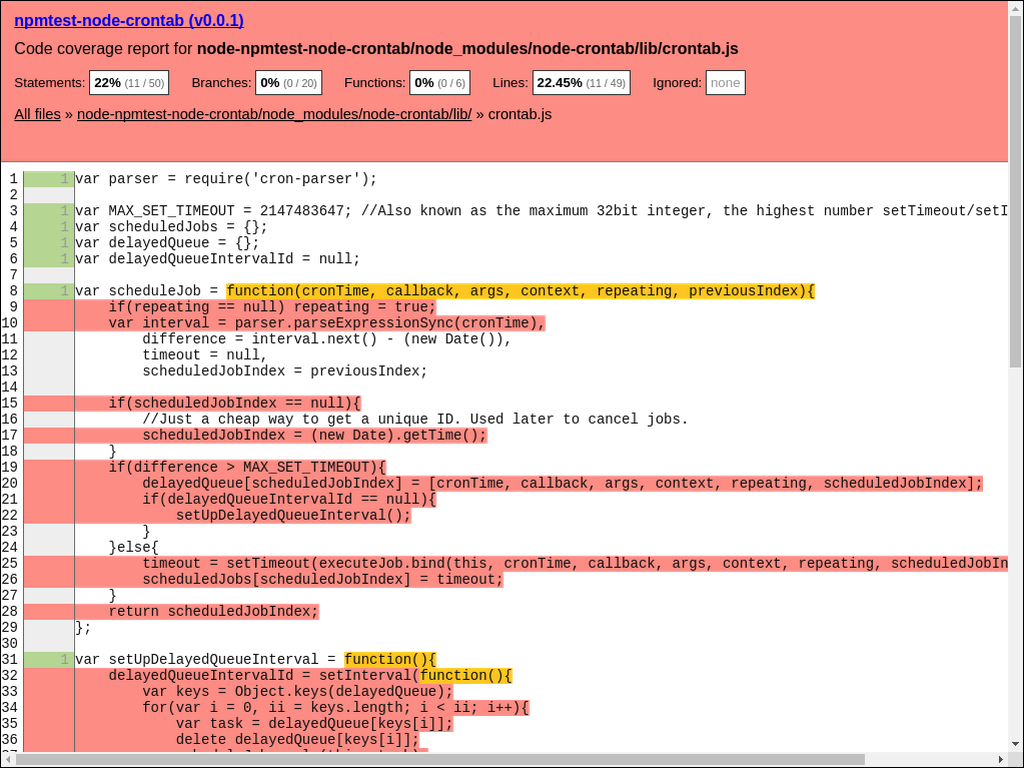 npmtest-node-crontab (v0.0.1)
Code coverage report for node-npmtest-node-crontab/node_modules/node-crontab/lib/crontab.js
Statements: 22% (11 / 50) Branches: 0% (0 / 20) Functions: 0% (0 / 6) Lines: 22.45% (11 / 49) Ignored: none
All files » node-npmtest-node-crontab/node_modules/node-crontab/lib/ » crontab.js
1 1 var parser = require('cron-parser');
2
3 1 var MAX_SET_TIMEOUT = 2147483647; //Also known as the maximum 32bit integer, the highest number setTimeout/setI
4 1 var scheduledJobs = {};
5 1 var delayedQueue = {};
6 1 var delayedQueueIntervalId = null;
7
8 1 var scheduleJob = function(cronTime, callback, args, context, repeating, previousIndex){
9 if(repeating == null) repeating = true;
10 var interval = parser.parseExpressionSync(cronTime),
11 difference = interval.next() - (new Date()),
12 timeout = null,
13 scheduledJobIndex = previousIndex;
14
15 if(scheduledJobIndex == null){
16 //Just a cheap way to get a unique ID. Used later to cancel jobs.
17 scheduledJobIndex = (new Date).getTime();
18 }
19 if(difference > MAX_SET_TIMEOUT){
20 delayedQueue[scheduledJobIndex] = [cronTime, callback, args, context, repeating, scheduledJobIndex];
21 if(delayedQueueIntervalId == null){
22 setUpDelayedQueueInterval();
23 }
24 }else{
25 timeout = setTimeout(executeJob.bind(this, cronTime, callback, args, context, repeating, scheduledJobIn
26 scheduledJobs[scheduledJobIndex] = timeout;
27 }
28 return scheduledJobIndex;
29 };
30
31 1 var setUpDelayedQueueInterval = function(){
32 delayedQueueIntervalId = setInterval(function(){
33 var keys = Object.keys(delayedQueue);
34 for(var i = 0, ii = keys.length; i < ii; i++){
35 var task = delayedQueue[keys[i]];
36 delete delayedQueue[keys[i]];